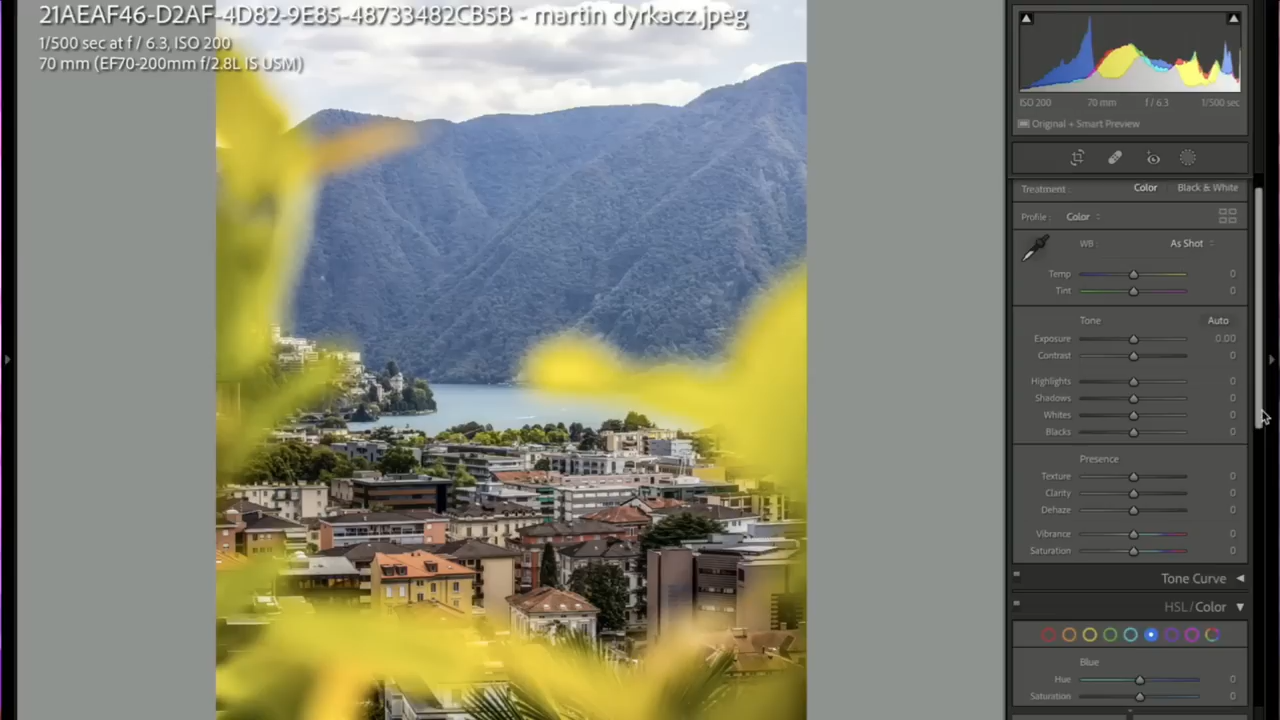 21AEAF46-D2AF-4D82-9E85-48733482CB5B - martin dyrkacz.jpeg
1/500 sec at f / 6.3, ISO 200
70 mm (EF70-200mm f/2.8L IS USM)
ISO 200 70 mm f / 6.3 1/500 sec
Original + Smart Preview
Treatment : Color Black & White
Profile : Color
WB : As Shot
Temp 0
Tint 0
Tone Auto
Exposure 0.00
Contrast 0
Highlights 0
Shadows 0
Whites 0
Blacks 0
Presence
Texture 0
Clarity 0
Dehaze 0
Vibrance 0
Saturation 0
Tone Curve
HSL / Color
Blue
Hue 0
Saturation 0